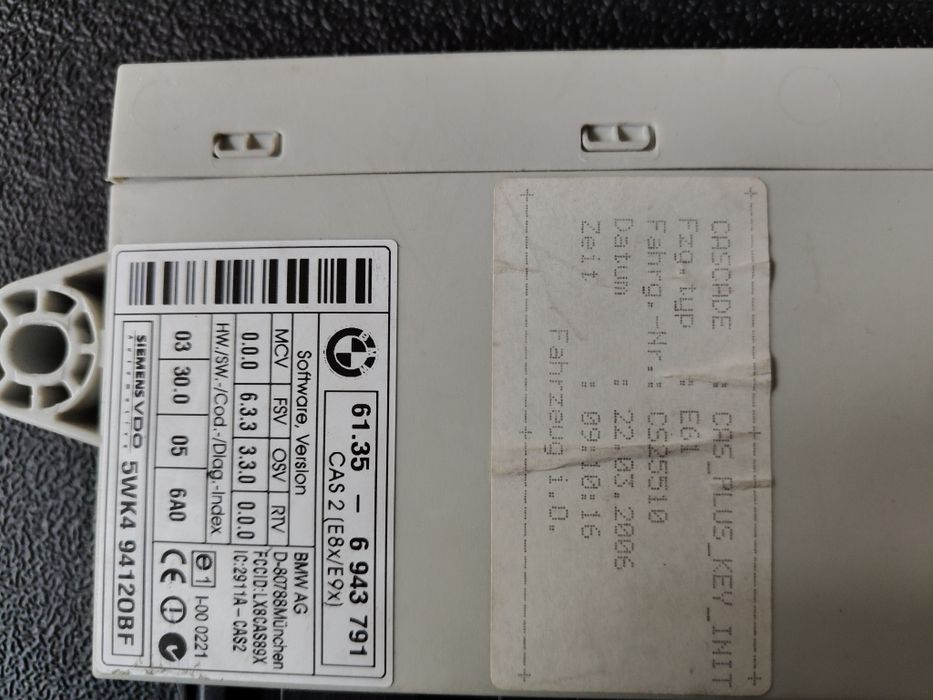 61.35 – 6 943 791
CAS 2 (E8x/E9x)
Software, Version
MCV FSV OSV RTV
0.0.0 6.3.3 3.3.0 0.0.0
HW./SW.-/Cod.-/Diag.-Index
03 30.0 05 6A0
BMW AG
D-80788München
FCCID:LX8CAS89X
IC:2911A-CAS2
e1 I-00 0221
CE
SIEMENS VDO
Automotive
5WK4 94120BF
CASCADE : CAS_PLUS_KEY_INIT
Fzg.typ : E61
Fahrg.-Nr.: CS25510
Datum : 22.03.2006
Zeit : 09:10:16
Fahrzeug i.O.